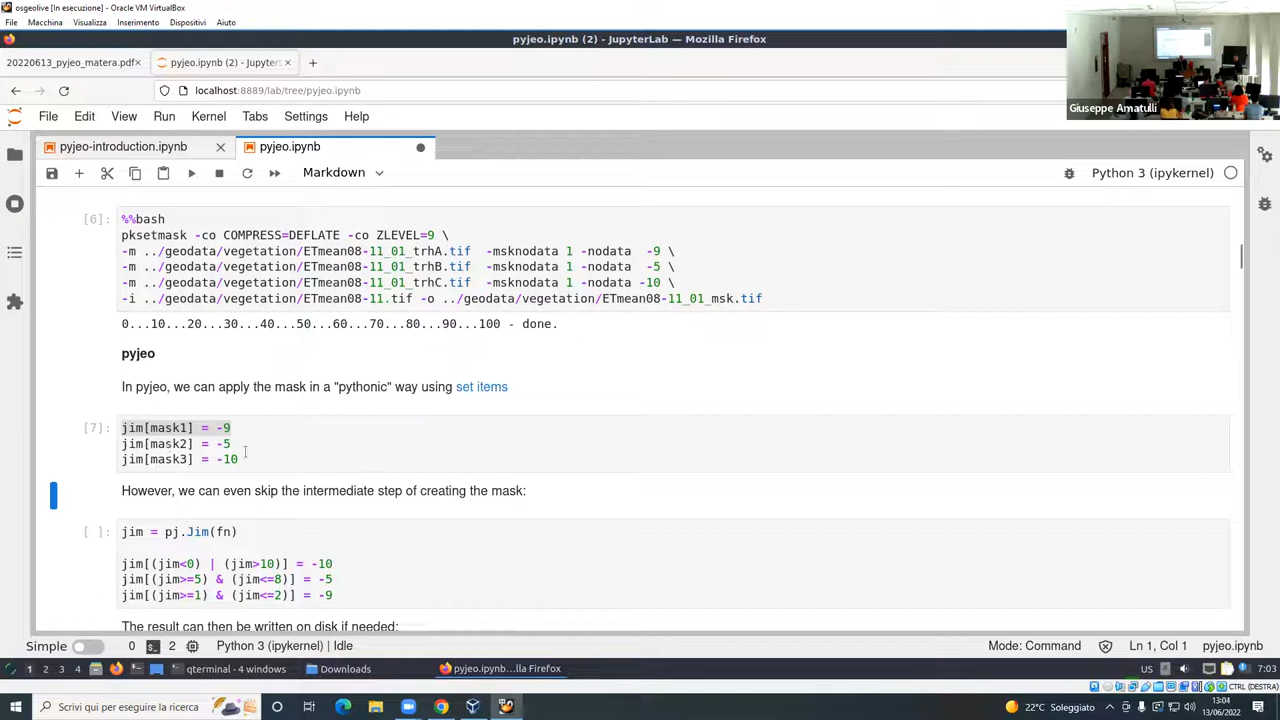 osgeolive [In esecuzione] - Oracle VM VirtualBox
File Macchina Visualizza Inserimento Dispositivi Aiuto
pyjeo.ipynb (2) - JupyterLab — Mozilla Firefox
20220613_pyjeo_matera.pdf
pyjeo.ipynb (2) - Jupyter
localhost:8889/lab/tree/pyjeo.ipynb
Giuseppe Amatulli
File Edit View Run Kernel Tabs Settings Help
pyjeo-introduction.ipynb
pyjeo.ipynb
Markdown
Python 3 (ipykernel)
[6]:
%%bash
pksetmask -co COMPRESS=DEFLATE -co ZLEVEL=9 \
-m ../geodata/vegetation/ETmean08-11_01_trhA.tif -msknodata 1 -nodata -9 \
-m ../geodata/vegetation/ETmean08-11_01_trhB.tif -msknodata 1 -nodata -5 \
-m ../geodata/vegetation/ETmean08-11_01_trhC.tif -msknodata 1 -nodata -10 \
-i ../geodata/vegetation/ETmean08-11.tif -o ../geodata/vegetation/ETmean08-11_01_msk.tif
0...10...20...30...40...50...60...70...80...90...100 - done.
pyjeo
In pyjeo, we can apply the mask in a "pythonic" way using set items
[7]:
jim[mask1] = -9
jim[mask2] = -5
jim[mask3] = -10
However, we can even skip the intermediate step of creating the mask:
[ ]:
jim = pj.Jim(fn)
jim[(jim<0) | (jim>10)] = -10
jim[(jim>=5) & (jim<=8)] = -5
jim[(jim>=1) & (jim<=2)] = -9
The result can then be written on disk if needed:
Simple 0 2 Python 3 (ipykernel) | Idle Mode: Command Ln 1, Col 1 pyjeo.ipynb
1 2 3 4 qterminal - 4 windows Downloads pyjeo.ipynb...lla Firefox US 7:03
CTRL (DESTRA)
Scrivi qui per eseguire la ricerca
22°C Soleggiato
13:04
13/06/2022